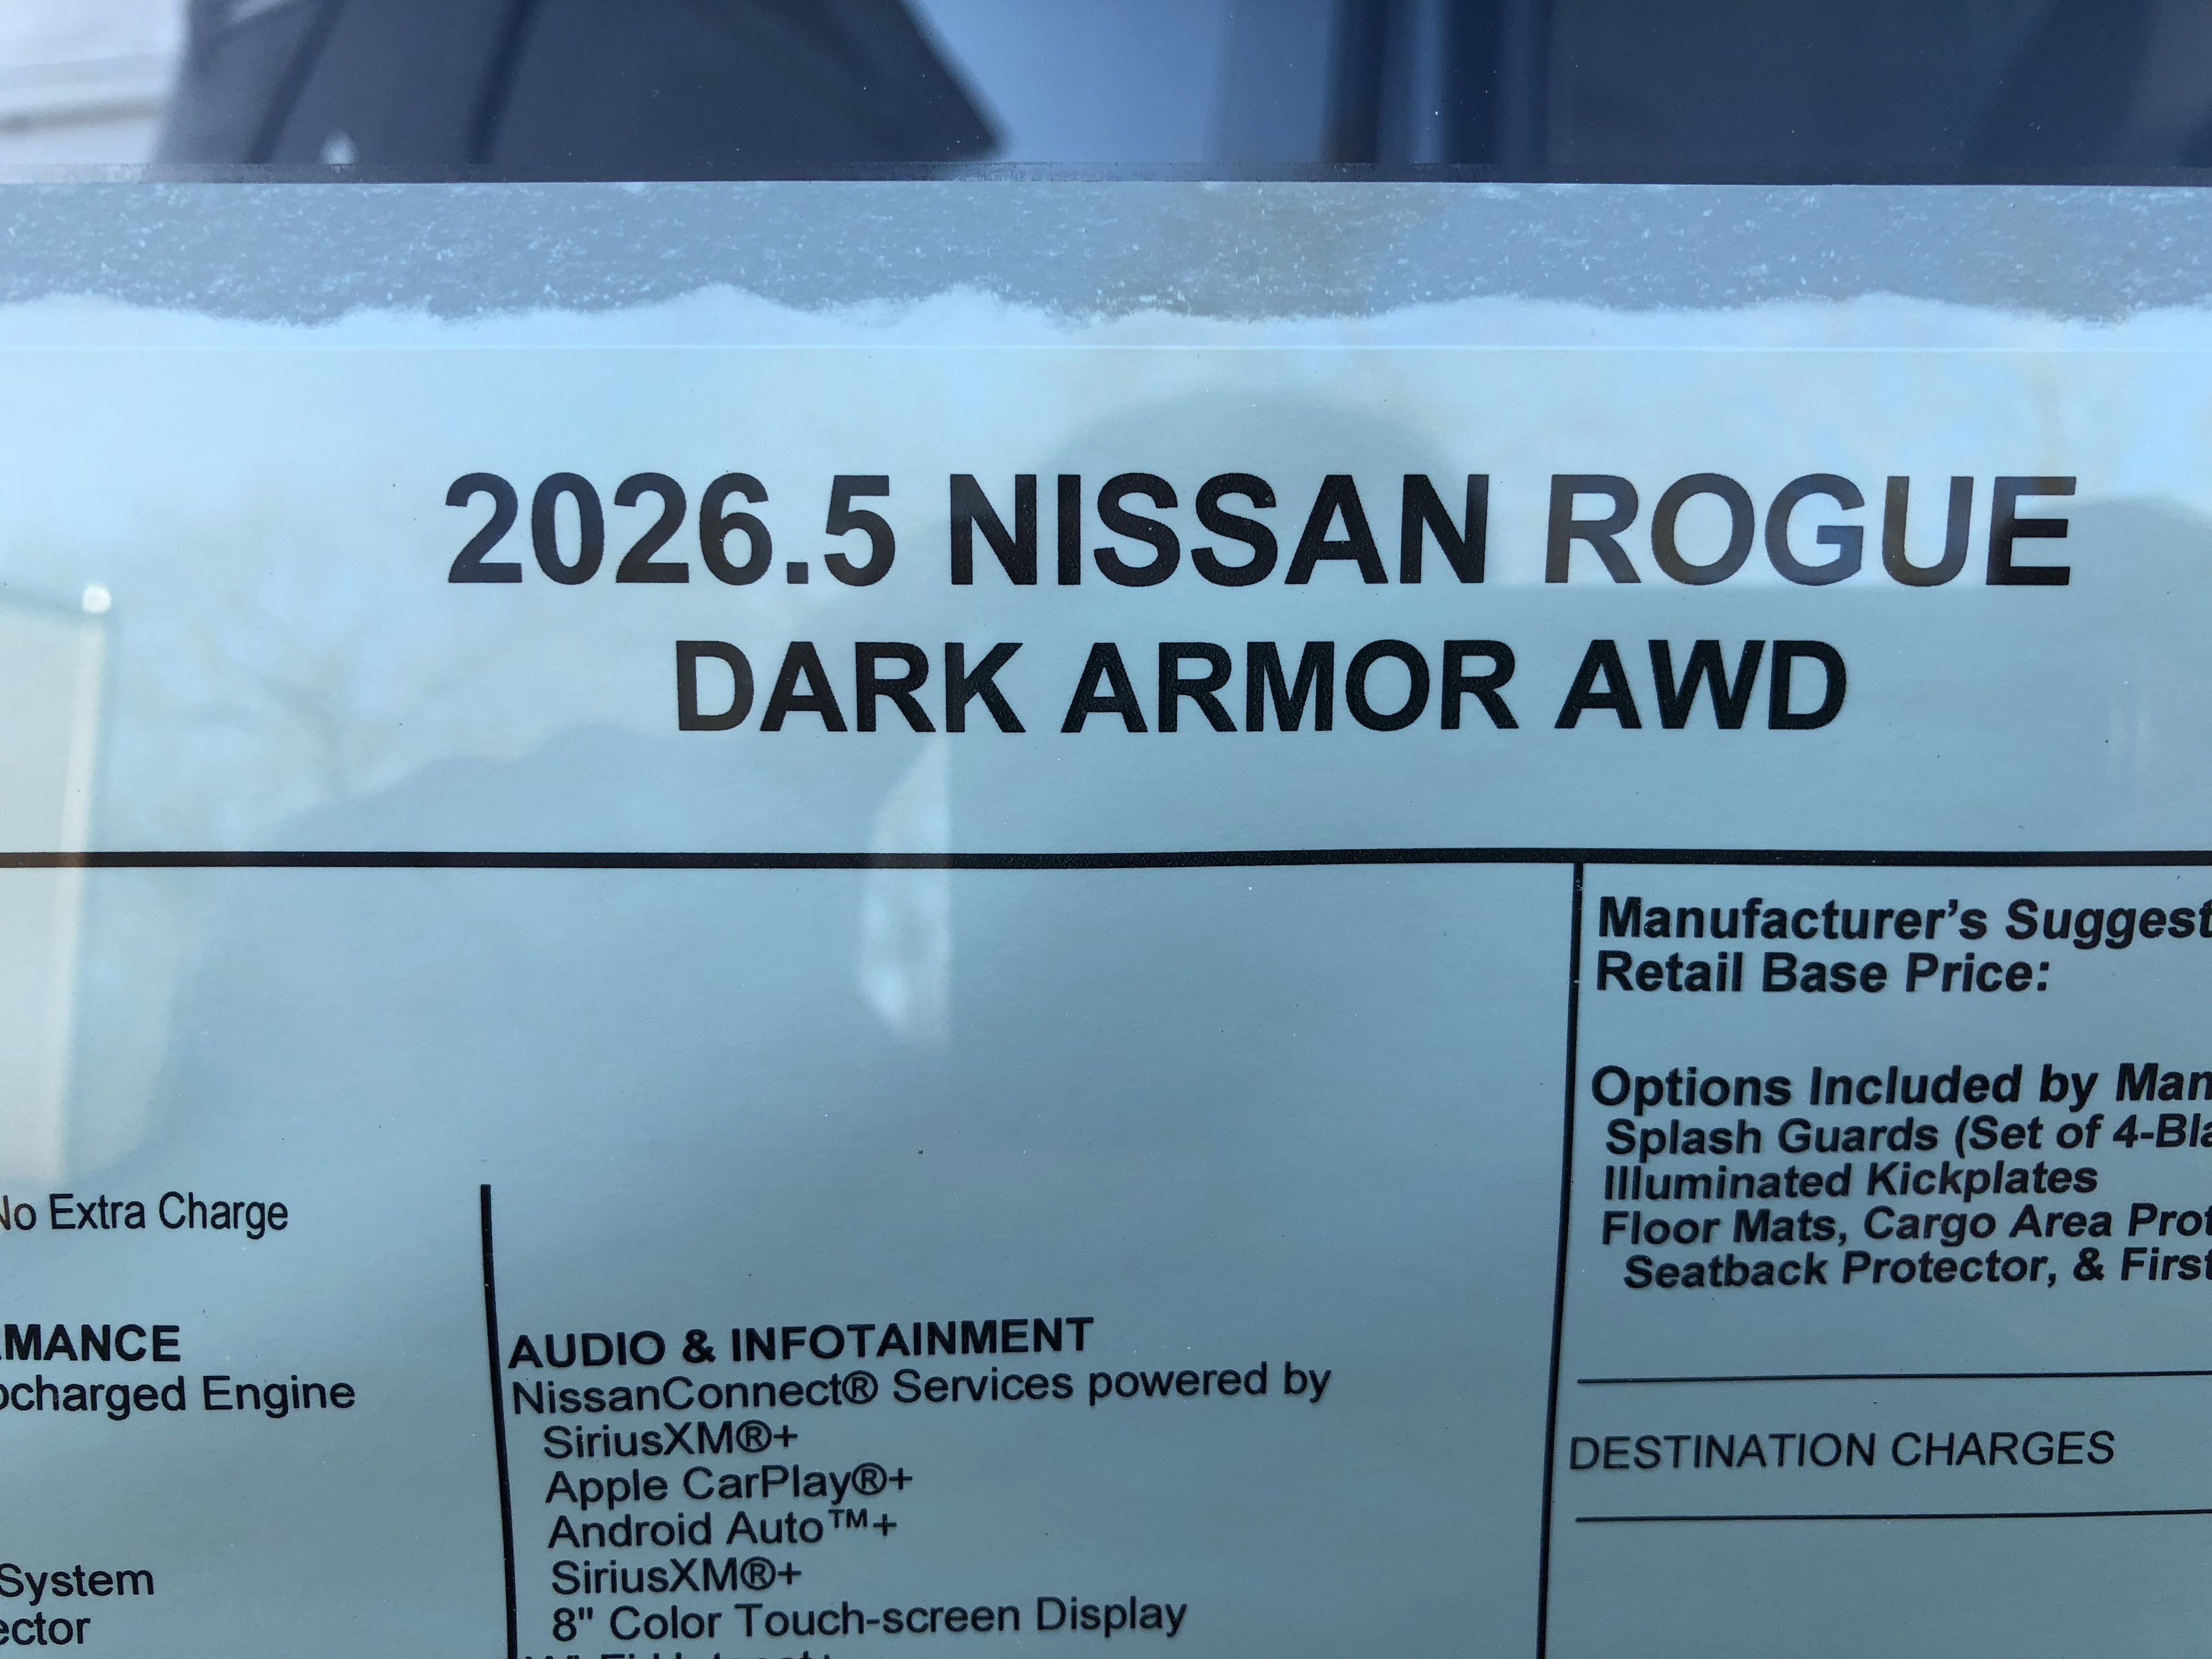 2026.5 NISSAN ROGUE
DARK ARMOR AWD
No Extra Charge
MANCE
charged Engine
System
ector
AUDIO & INFOTAINMENT
NissanConnect® Services powered by
SiriusXM®+
Apple CarPlay®+
Android Auto™+
SiriusXM®+
8" Color Touch-screen Display
Manufacturer's Suggest
Retail Base Price:
Options Included by Man
Splash Guards (Set of 4-Bla
Illuminated Kickplates
Floor Mats, Cargo Area Prot
Seatback Protector, & First
DESTINATION CHARGES